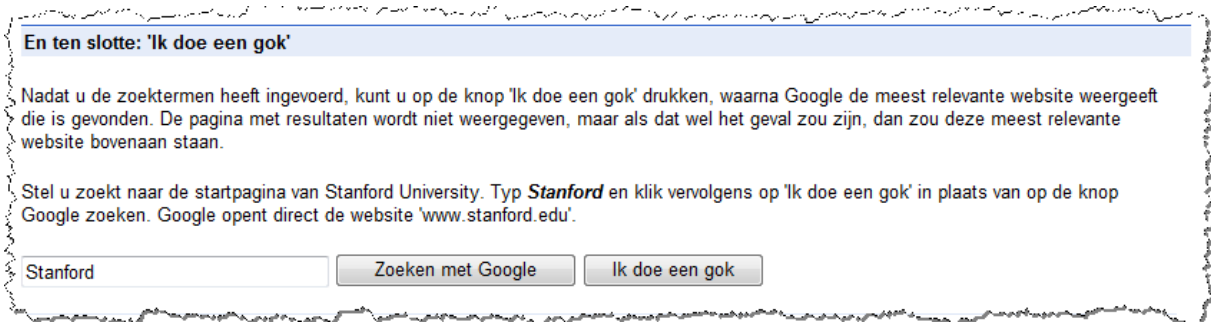 En ten slotte: 'Ik doe een gok'
Nadat u de zoektermen heeft ingevoerd, kunt u op de knop 'Ik doe een gok' drukken, waarna Google de meest relevante website weergeeft
die is gevonden. De pagina met resultaten wordt niet weergegeven, maar als dat wel het geval zou zijn, dan zou deze meest relevante
website bovenaan staan.
Stel u zoekt naar de startpagina van Stanford University. Typ Stanford en klik vervolgens op 'Ik doe een gok' in plaats van op de knop
Google zoeken. Google opent direct de website 'www.stanford.edu'.
Stanford Zoeken met Google Ik doe een gok